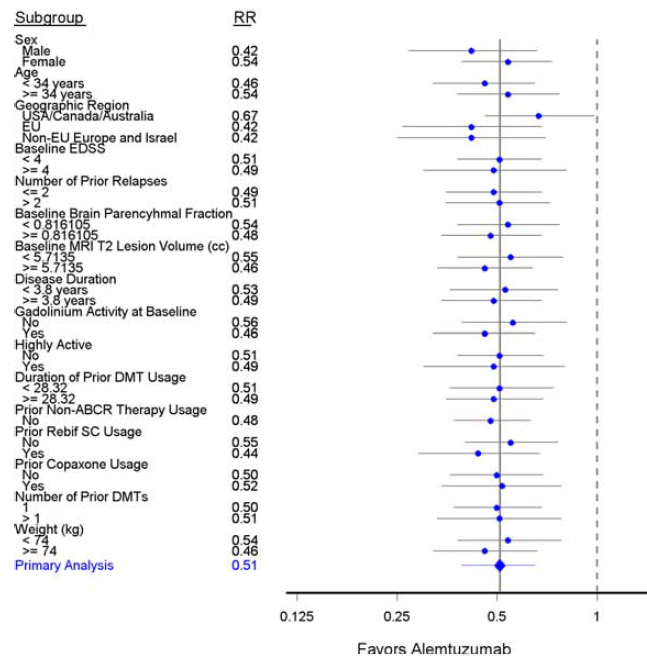 Subgroup RR
Sex
Male 0.42
Female 0.54
Age
< 34 years 0.46
>= 34 years 0.54
Geographic Region
USA/Canada/Australia 0.67
EU 0.42
Non-EU Europe and Israel 0.42
Baseline EDSS
< 4 0.51
>= 4 0.49
Number of Prior Relapses
<= 2 0.49
> 2 0.51
Baseline Brain Parencyhmal Fraction
< 0.816105 0.54
>= 0.816105 0.48
Baseline MRI T2 Lesion Volume (cc)
< 5.7135 0.55
>= 5.7135 0.46
Disease Duration
< 3.8 years 0.53
>= 3.8 years 0.49
Gadolinium Activity at Baseline
No 0.56
Yes 0.46
Highly Active
No 0.51
Yes 0.49
Duration of Prior DMT Usage
< 28.32 0.51
>= 28.32 0.49
Prior Non-ABCR Therapy Usage
No 0.48
Prior Rebif SC Usage
No 0.55
Yes 0.44
Prior Copaxone Usage
No 0.50
Yes 0.52
Number of Prior DMTs
1 0.50
> 1 0.51
Weight (kg)
< 74 0.54
>= 74 0.46
Primary Analysis 0.51
0.125 0.25 0.5 1
Favors Alemtuzumab